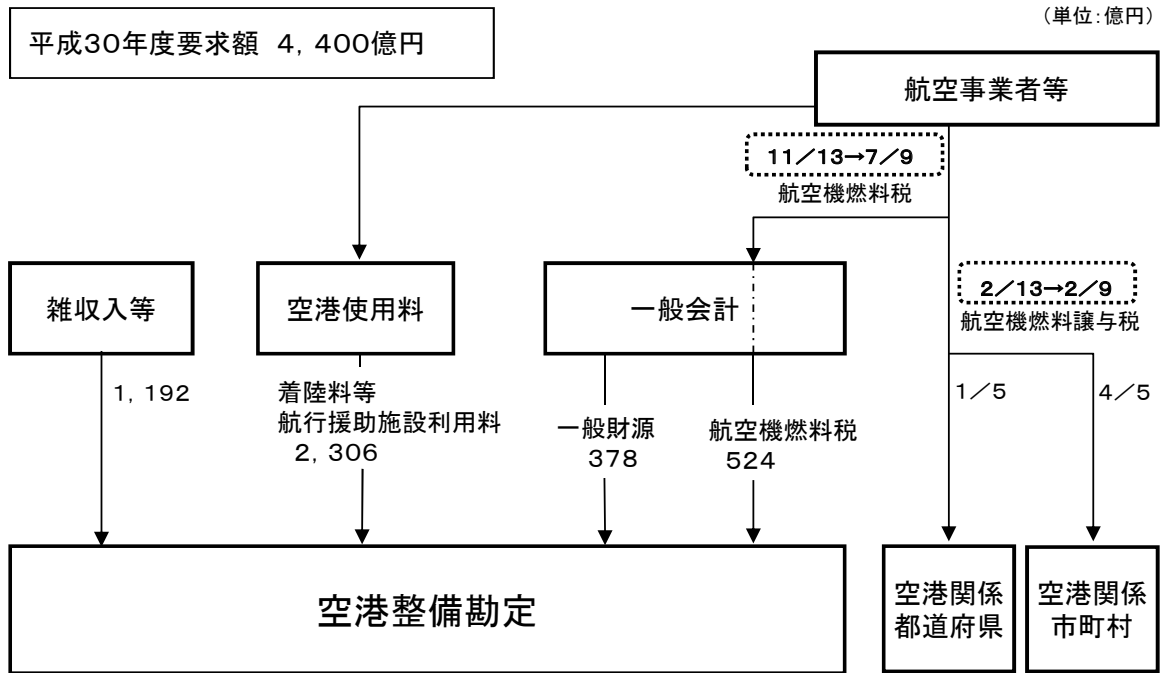 (単位:億円)
平成30年度要求額 4,400億円
航空事業者等
11/13→7/9
航空機燃料税
雑収入等
空港使用料
一般会計
2/13→2/9
航空機燃料譲与税
1,192
着陸料等
航行援助施設利用料
2,306
一般財源
378
航空機燃料税
524
1/5
4/5
空港整備勘定
空港関係
都道府県
空港関係
市町村